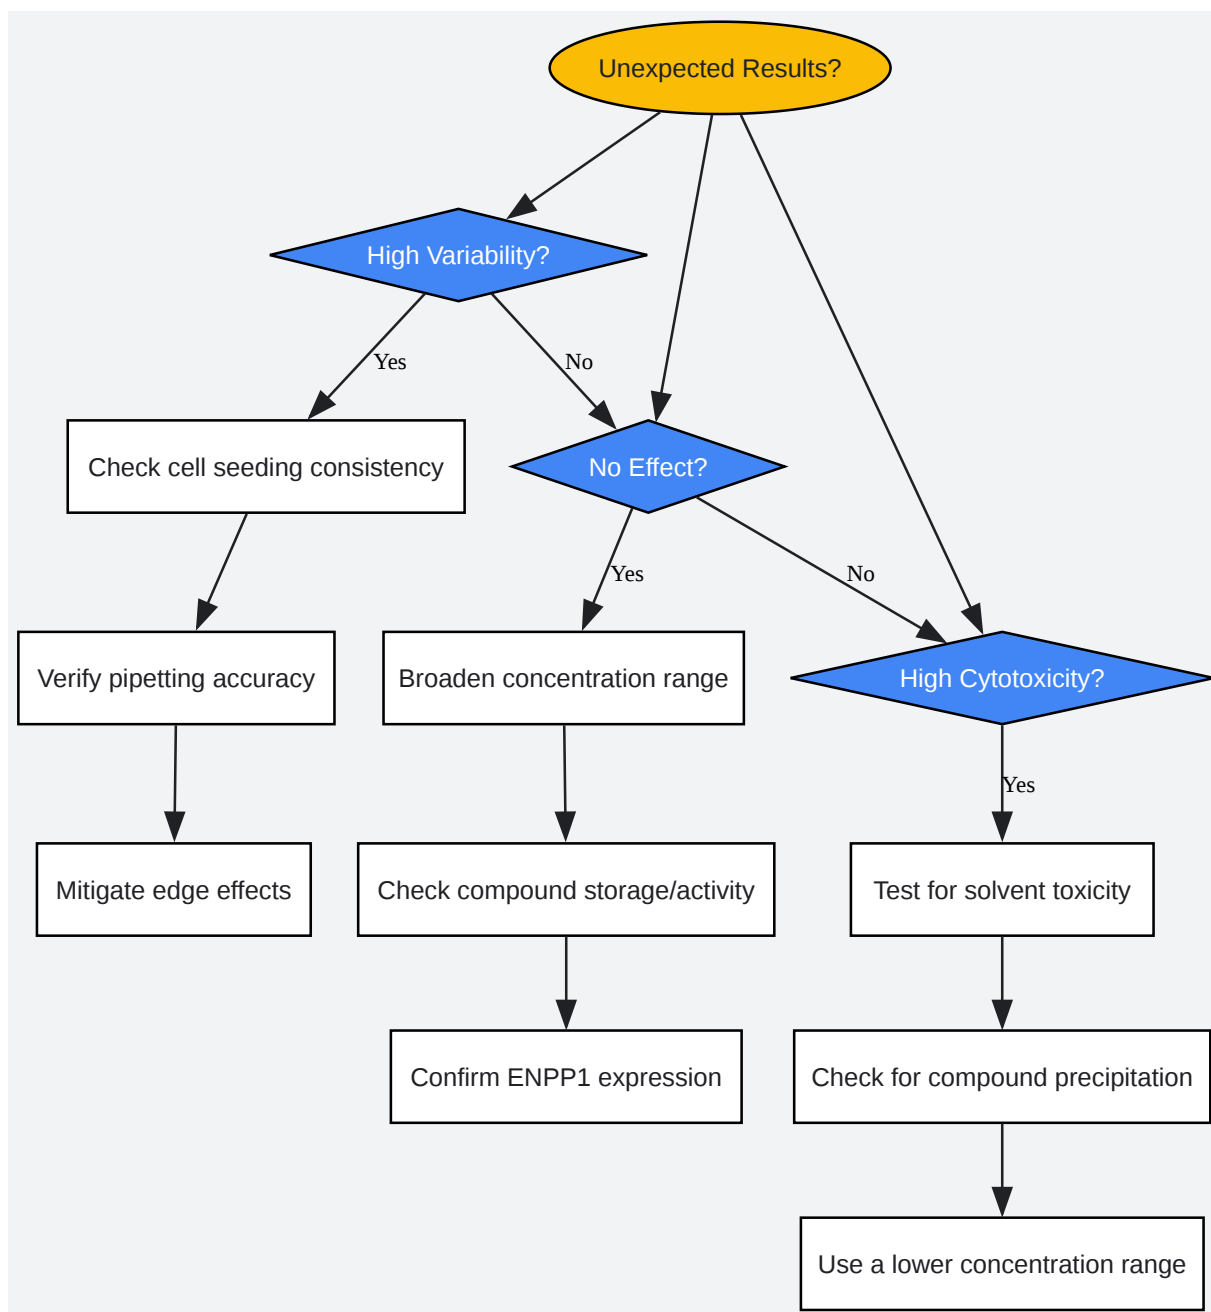 Unexpected Results?
High Variability?
Yes
No
Check cell seeding consistency
No Effect?
Yes
No
Verify pipetting accuracy
Broaden concentration range
High Cytotoxicity?
Yes
Mitigate edge effects
Check compound storage/activity
Test for solvent toxicity
Confirm ENPP1 expression
Check for compound precipitation
Use a lower concentration range